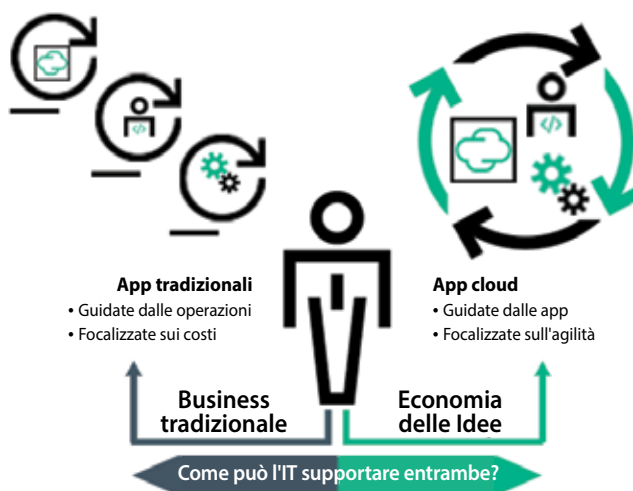 App tradizionali
• Guidate dalle operazioni
• Focalizzate sui costi
App cloud
• Guidate dalle app
• Focalizzate sull'agilità
Business
tradizionale
Economia
delle Idee
Come può l'IT supportare entrambe?
</>
</>